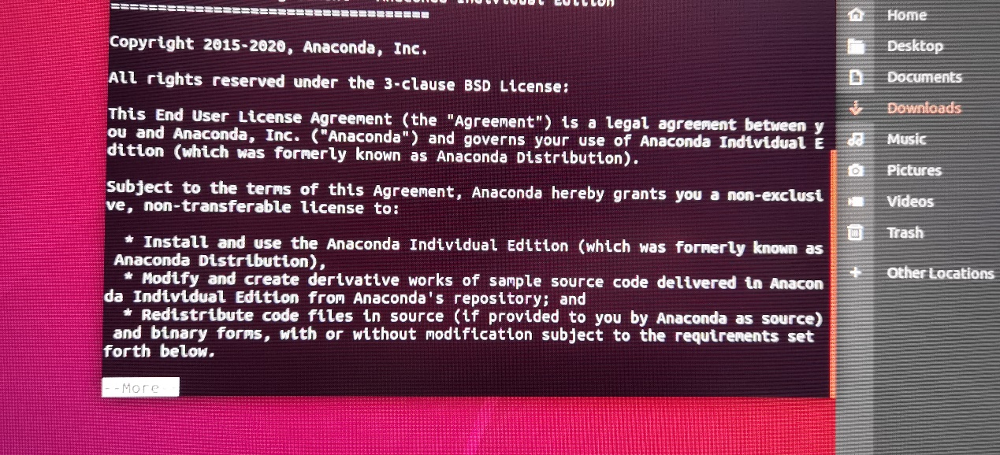 Anaconda Individual Edition
===================================
Copyright 2015-2020, Anaconda, Inc.
All rights reserved under the 3-clause BSD License:
This End User License Agreement (the "Agreement") is a legal agreement between y
ou and Anaconda, Inc. ("Anaconda") and governs your use of Anaconda Individual E
dition (which was formerly known as Anaconda Distribution).
Subject to the terms of this Agreement, Anaconda hereby grants you a non-exclusi
ve, non-transferable license to:
* Install and use the Anaconda Individual Edition (which was formerly known as
Anaconda Distribution),
* Modify and create derivative works of sample source code delivered in Anacon
da Individual Edition from Anaconda's repository; and
* Redistribute code files in source (if provided to you by Anaconda as source)
and binary forms, with or without modification subject to the requirements set
forth below.
--More--
Home
Desktop
Documents
Downloads
Music
Pictures
Videos
Trash
+ Other Locations